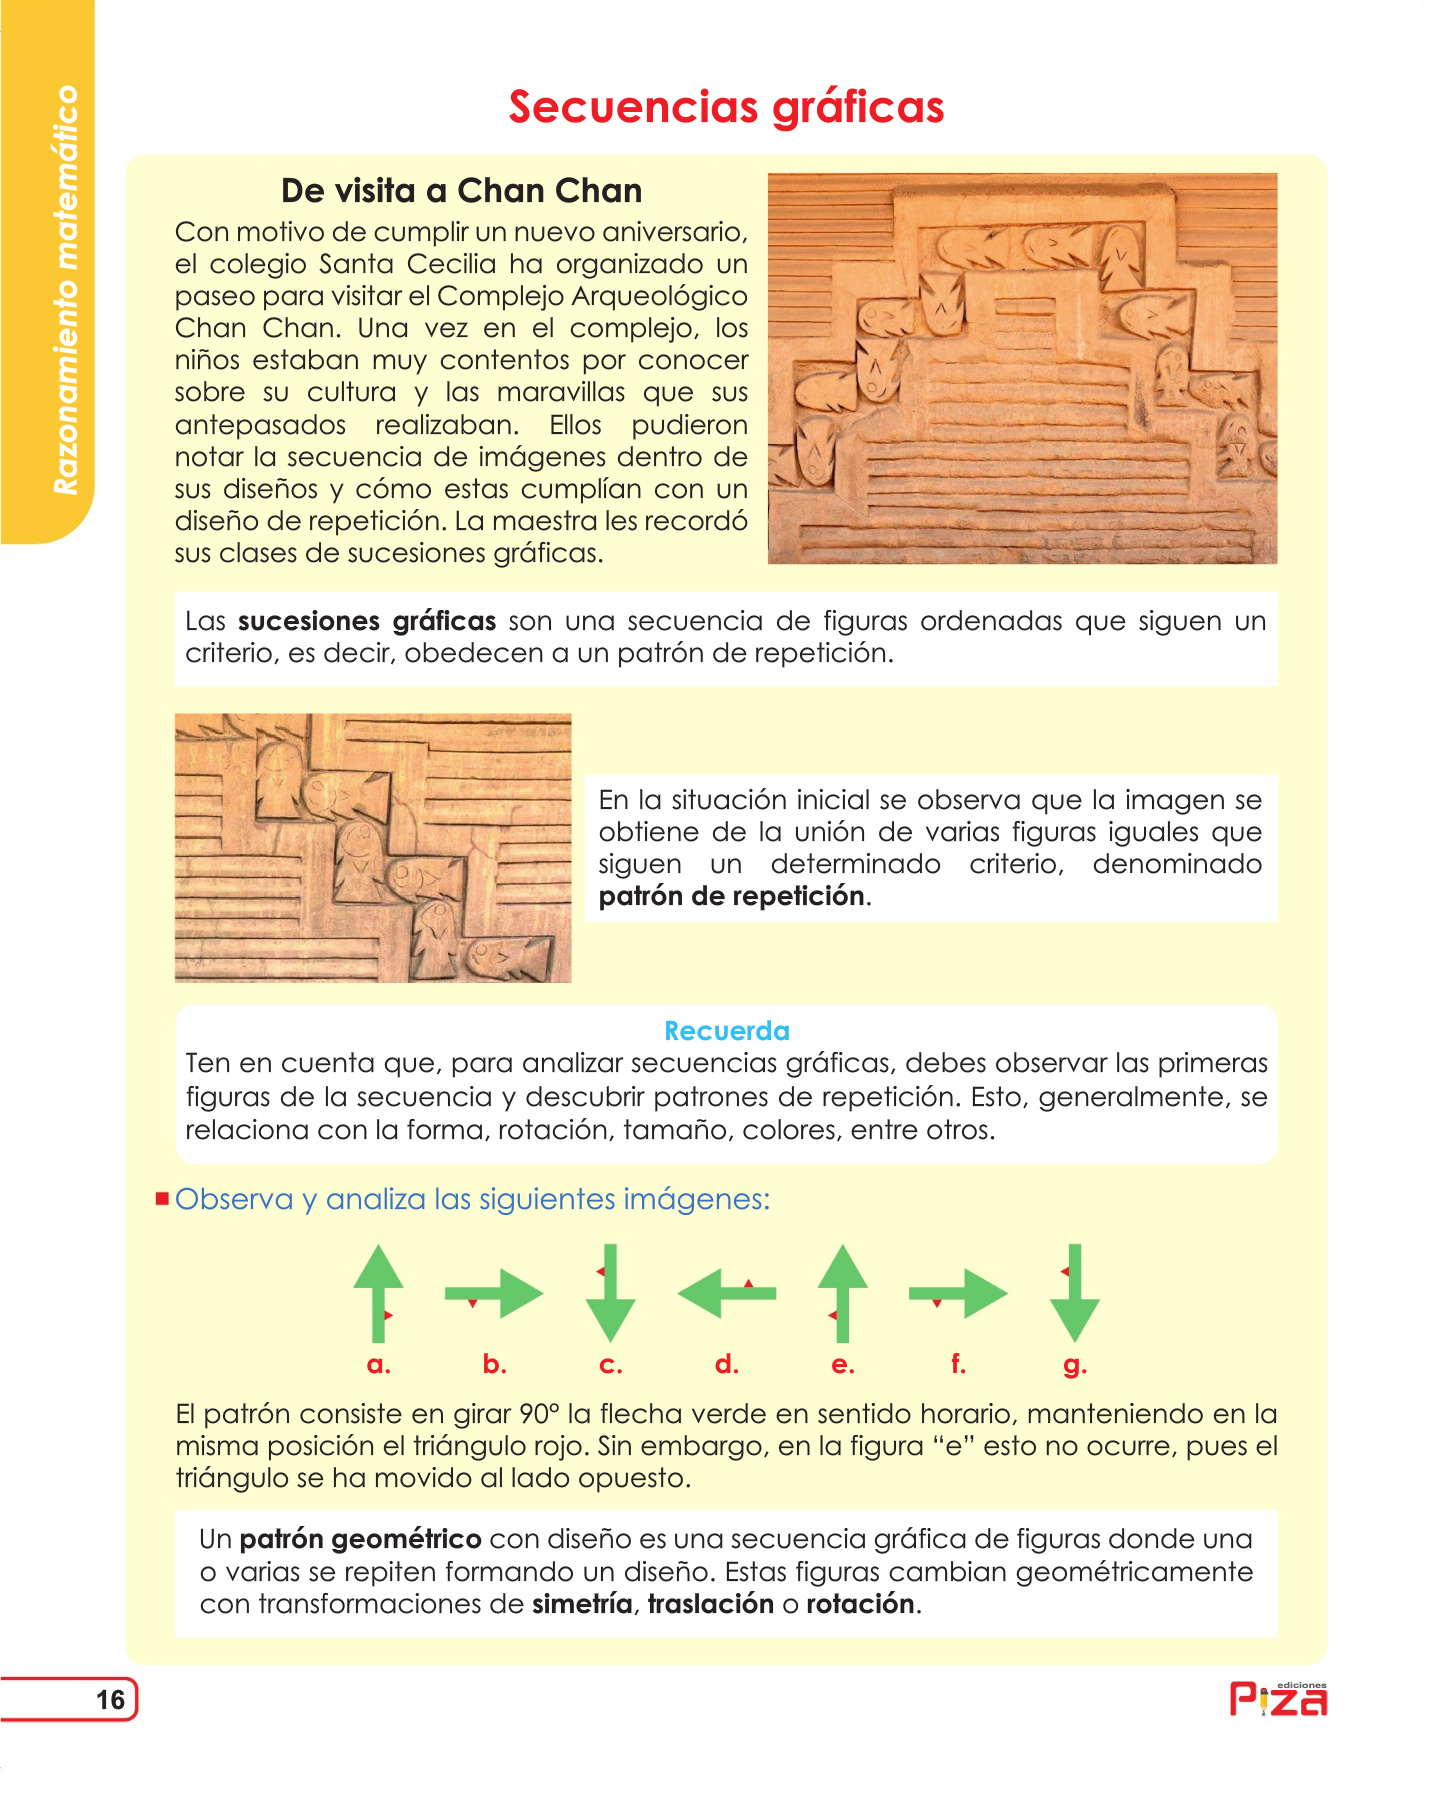 Razonamiento matemático
Secuencias gráficas
De visita a Chan Chan
Con motivo de cumplir un nuevo aniversario,
el colegio Santa Cecilia ha organizado un
paseo para visitar el Complejo Arqueológico
Chan Chan. Una vez en el complejo, los
niños estaban muy contentos por conocer
sobre su cultura y las maravillas que sus
antepasados realizaban. Ellos pudieron
notar la secuencia de imágenes dentro de
sus diseños y cómo estas cumplían con un
diseño de repetición. La maestra les recordó
sus clases de sucesiones gráficas.
Las sucesiones gráficas son una secuencia de figuras ordenadas que siguen un
criterio, es decir, obedecen a un patrón de repetición.
En la situación inicial se observa que la imagen se
obtiene de la unión de varias figuras iguales que
siguen un determinado criterio, denominado
patrón de repetición.
Recuerda
Ten en cuenta que, para analizar secuencias gráficas, debes observar las primeras
figuras de la secuencia y descubrir patrones de repetición. Esto, generalmente, se
relaciona con la forma, rotación, tamaño, colores, entre otros.
Observa y analiza las siguientes imágenes:
a. b. c. d. e. f. g.
El patrón consiste en girar 90° la flecha verde en sentido horario, manteniendo en la
misma posición el triángulo rojo. Sin embargo, en la figura “e” esto no ocurre, pues el
triángulo se ha movido al lado opuesto.
Un patrón geométrico con diseño es una secuencia gráfica de figuras donde una
o varias se repiten formando un diseño. Estas figuras cambian geométricamente
con transformaciones de simetría, traslación o rotación.
16
ediciones
Piza